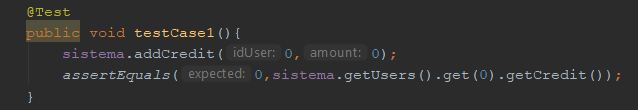 @Test
public void testCase1(){
sistema.addCredit( idUser: 0, amount: 0);
assertEquals( expected: 0,sistema.getUsers().get(0).getCredit());
}